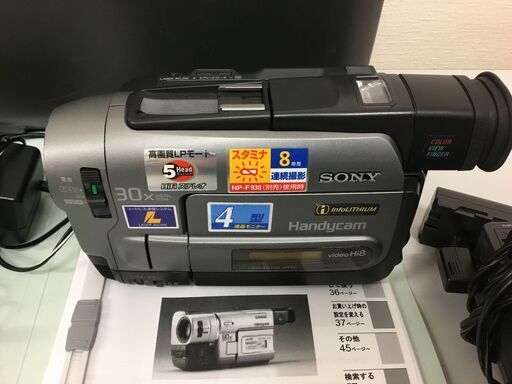 COLOR
VIEW
FINDER
高画質LPモード
5 Head
HiFiステレオ
スタミナ
8時間
連続撮影
NP-F930(別売)使用時
SONY
30x
InfoLITHIUM
Handycam
4型
液晶モニター
L
LASER LINK
video Hi8
36ページ~
お買い上げ時の
設定を変える
37ページ~
その他
45ページ~
検索する